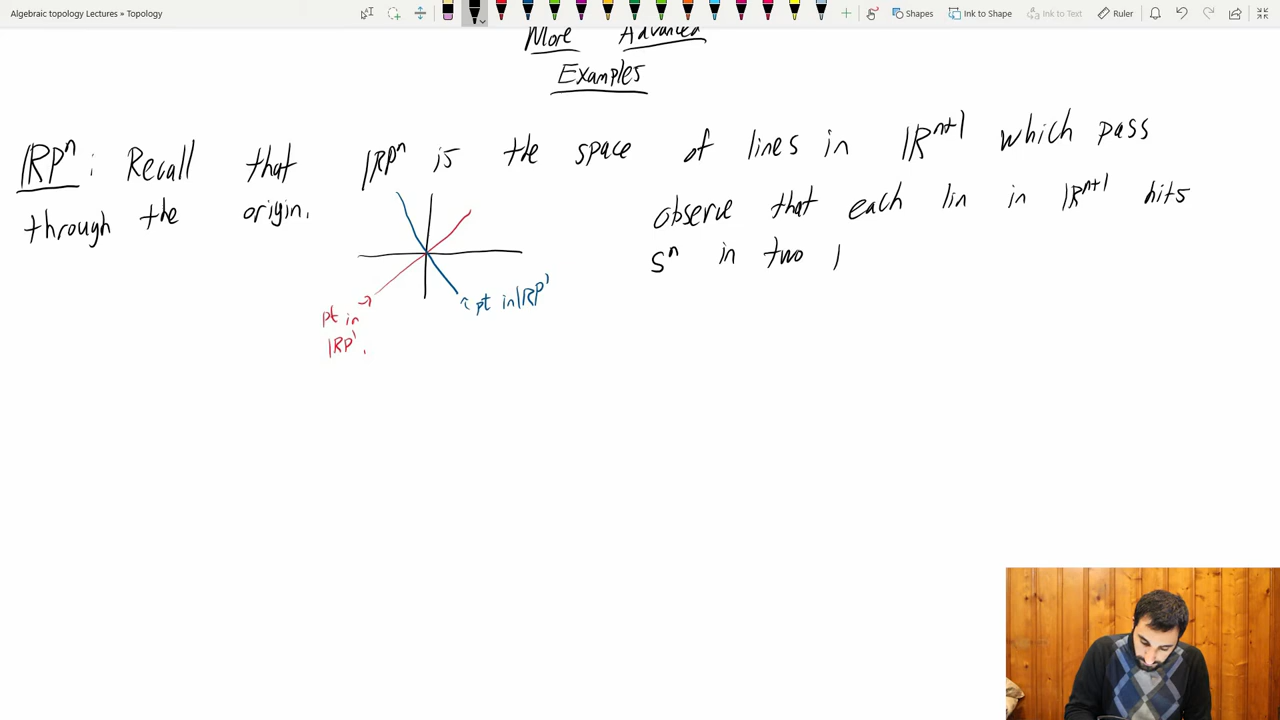 Algebraic topology Lectures » Topology
Shapes Ink to Shape Ink to Text Ruler
More Advanced
Examples
ℝPⁿ: Recall that ℝPⁿ is the space of lines in ℝⁿ⁺¹ which pass
through the origin.
observe that each lin in ℝⁿ⁺¹ hits
Sⁿ in two
pt in ℝP¹
pt in
ℝP¹.